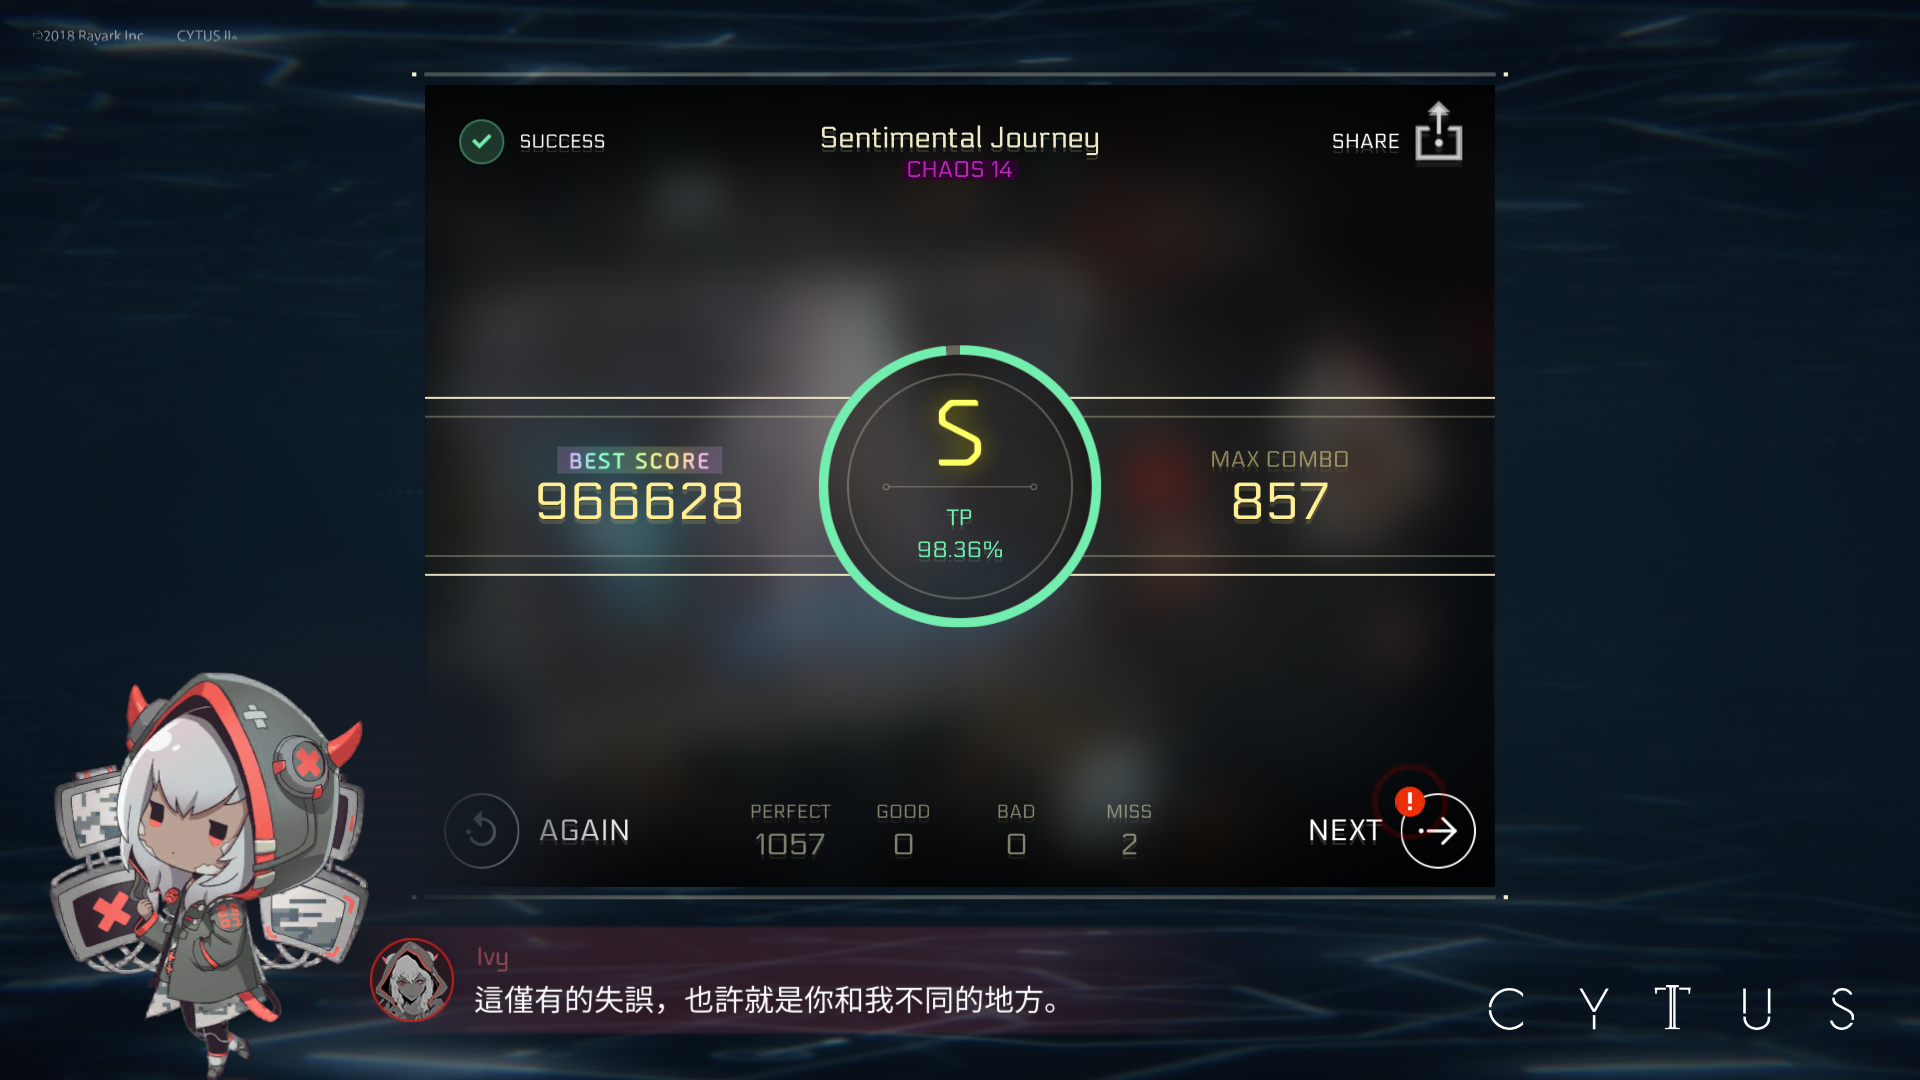 ©2018 Rayark Inc. CYTUS II
SUCCESS
Sentimental Journey
CHAOS 14
SHARE
BEST SCORE
966628
S
TP
98.36%
MAX COMBO
857
AGAIN
PERFECT GOOD BAD MISS
1057 0 0 2
NEXT
!
Ivy
這僅有的失誤，也許就是你和我不同的地方。
CYTUS